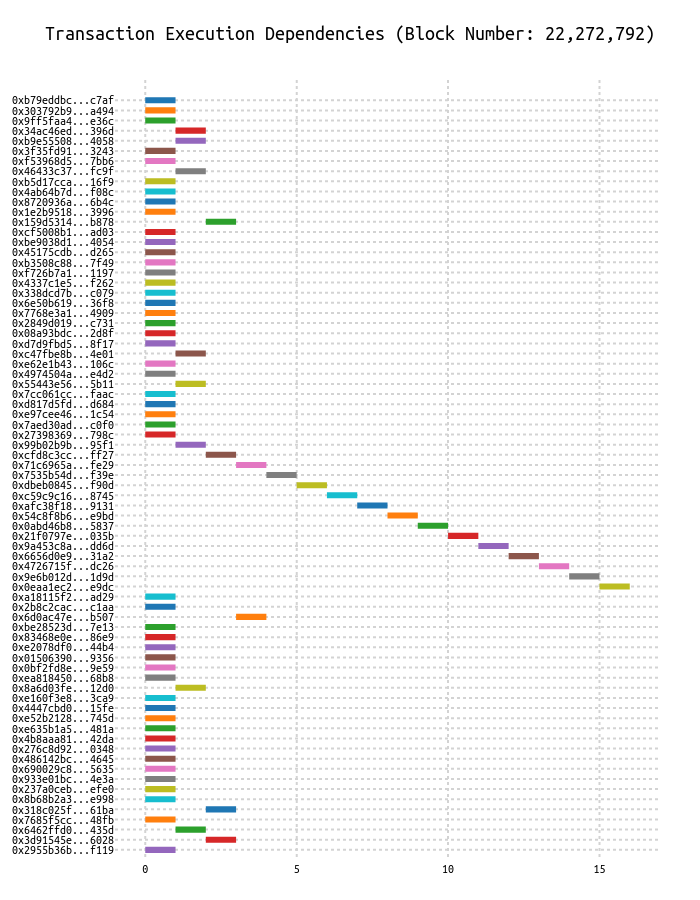 Transaction Execution Dependencies (Block Number: 22,272,792)
0xb79eddbc...c7af
0x303792b9...a494
0x9ff5faa4...e36c
0x34ac46ed...396d
0xb9e55508...4058
0x3f35fd91...3243
0xf53968d5...7bb6
0x46433c37...fc9f
0xb5d17cca...16f9
0x4ab64b7d...f08c
0x8720936a...6b4c
0x1e2b9518...3996
0x159d5314...b878
0xcf5008b1...ad03
0xbe9038d1...4054
0x45175cdb...d265
0xb3508c88...7f49
0xf726b7a1...1197
0x4337c1e5...f262
0x338dcd7b...c079
0x6e50b619...36f8
0x7768e3a1...4909
0x2849d019...c731
0x08a93bdc...2d8f
0xd7d9fbd5...8f17
0xc47fbe8b...4e01
0xe62e1b43...106c
0x4974504a...e4d2
0x55443e56...5b11
0x7cc061cc...faac
0xd817d5fd...d684
0xe97cee46...1c54
0x7aed30ad...c0f0
0x27398369...798c
0x99b02b9b...95f1
0xcfd8c3cc...ff27
0x71c6965a...fe29
0x7535b54d...f39e
0xdbeb0845...f90d
0xc59c9c16...8745
0xafc38f18...9131
0x54c8f8b6...e9bd
0x0abd46b8...5837
0x21f0797e...035b
0x9a453c8a...dd6d
0x6656d0e9...31a2
0x4726715f...dc26
0x9e6b012d...1d9d
0x0eaa1ec2...e9dc
0xa18115f2...ad29
0x2b8c2cac...c1aa
0x6d0ac47e...b507
0xbe28523d...7e13
0x83468e0e...86e9
0xe2078df0...44b4
0x01506390...9356
0x0bf2fd8e...9e59
0xea818450...68b8
0x8a6d03fe...12d0
0xe160f3e8...3ca9
0x4447cbd0...15fe
0xe52b2128...745d
0xe635b1a5...481a
0x4b8aaa81...42da
0x276c8d92...0348
0x486142bc...4645
0x690029c8...5635
0x933e01bc...4e3a
0x237a0ceb...efe0
0x8b68b2a3...e998
0x318c025f...61ba
0x7685f5cc...48fb
0x6462ffd0...435d
0x3d91545e...6028
0x2955b36b...f119
0 5 10 15